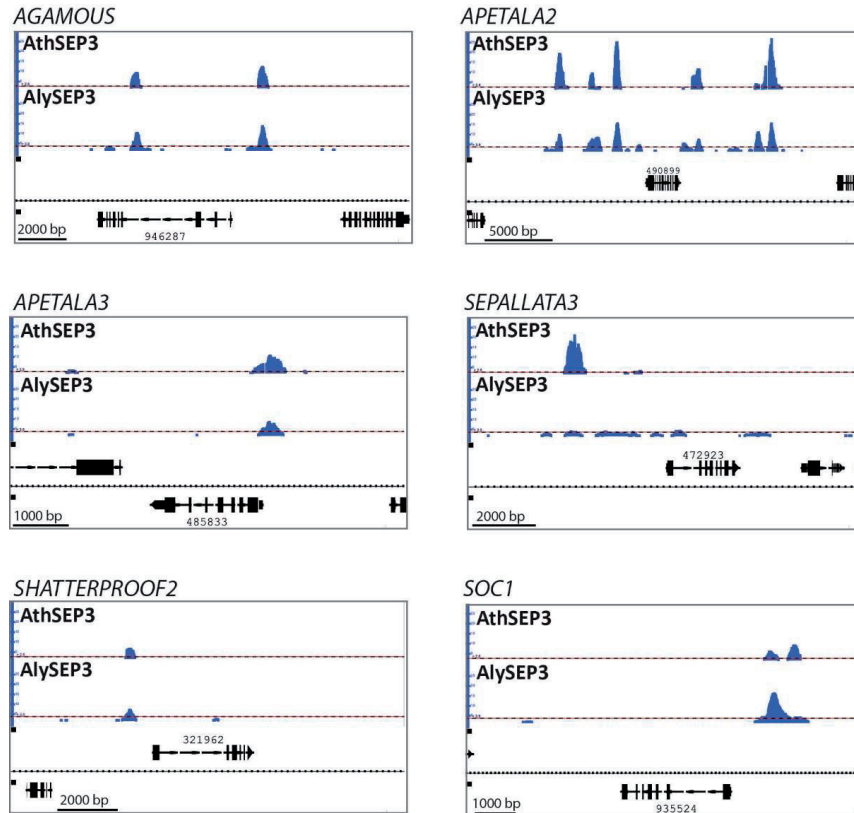 AGAMOUS
AthSEP3
AlySEP3
946287
2000 bp
APETALA2
AthSEP3
AlySEP3
490899
5000 bp
APETALA3
AthSEP3
AlySEP3
485833
1000 bp
SEPALLATA3
AthSEP3
AlySEP3
472923
2000 bp
SHATTERPROOF2
AthSEP3
AlySEP3
321962
2000 bp
SOC1
AthSEP3
AlySEP3
935524
1000 bp